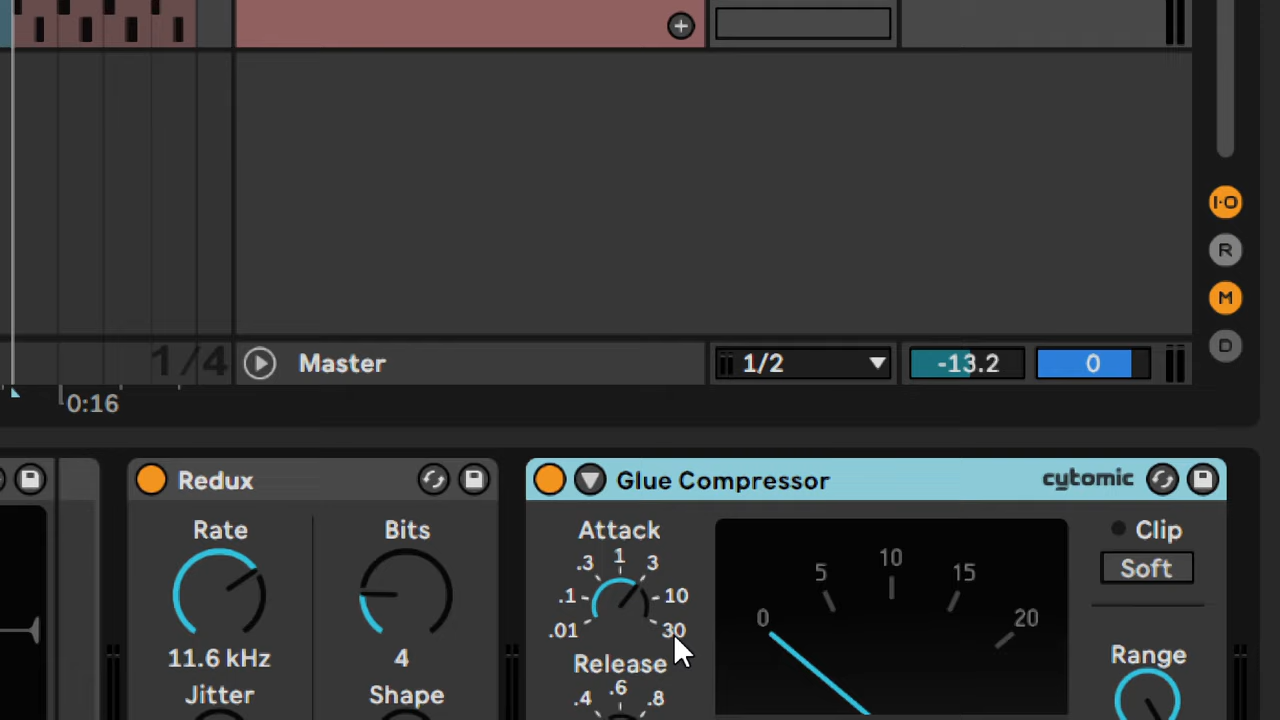 I·O
R
M
1/4
Master
1/2
-13.2
0
D
0:16
Redux
Glue Compressor
cytomic
Rate
Bits
Attack
Clip
.3
1
3
5
10
15
Soft
.1
10
0
20
.01
30
11.6 kHz
4
Release
Range
Jitter
Shape
.4
.6
.8